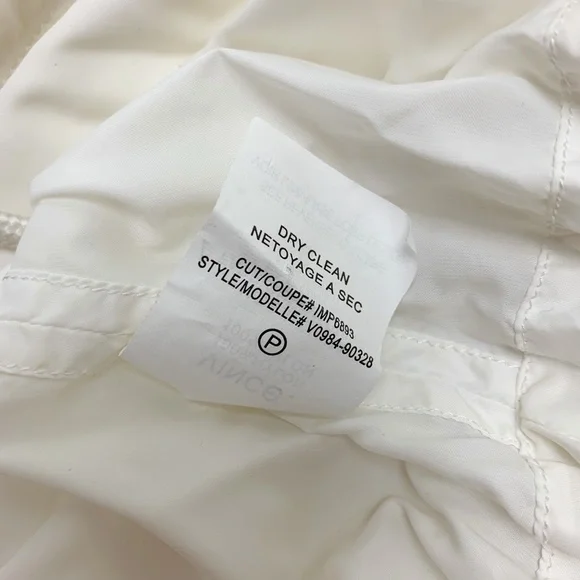 DRY CLEAN
NETOYAGE A SEC
CUT/COUPE# IMP6893
STYLE/MODELLE# V0984-90328
P